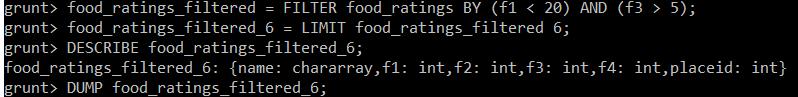 grunt> food_ratings_filtered = FILTER food_ratings BY (f1 < 20) AND (f3 > 5);
grunt> food_ratings_filtered_6 = LIMIT food_ratings_filtered 6;
grunt> DESCRIBE food_ratings_filtered_6;
food_ratings_filtered_6: {name: chararray,f1: int,f2: int,f3: int,f4: int,placeid: int}
grunt> DUMP food_ratings_filtered_6;